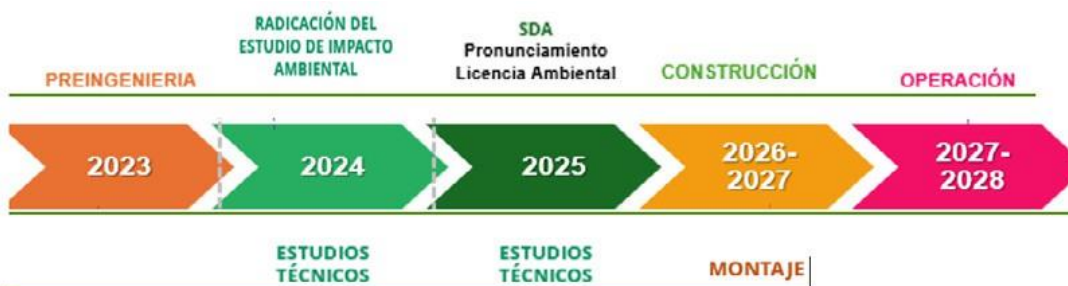 PREINGENIERIA
RADICACIÓN DEL
ESTUDIO DE IMPACTO
AMBIENTAL
SDA
Pronunciamiento
Licencia Ambiental
CONSTRUCCIÓN
OPERACIÓN
2023
2024
2025
2026-
2027
2027-
2028
ESTUDIOS
TÉCNICOS
ESTUDIOS
TÉCNICOS
MONTAJE